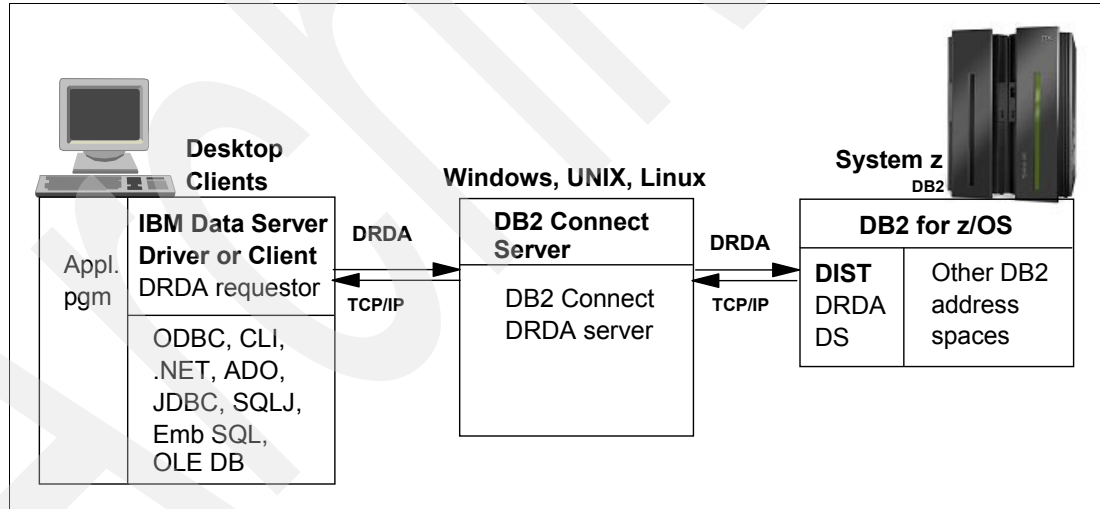 Desktop
Clients
Appl.
pgm
IBM Data Server
Driver or Client
DRDA requestor
ODBC, CLI,
.NET, ADO,
JDBC, SQLJ,
Emb SQL,
OLE DB
DRDA
TCP/IP
Windows, UNIX, Linux
DB2 Connect
Server
DB2 Connect
DRDA server
DRDA
TCP/IP
System z
DB2
DB2 for z/OS
DIST
DRDA
DS
Other DB2
address
spaces